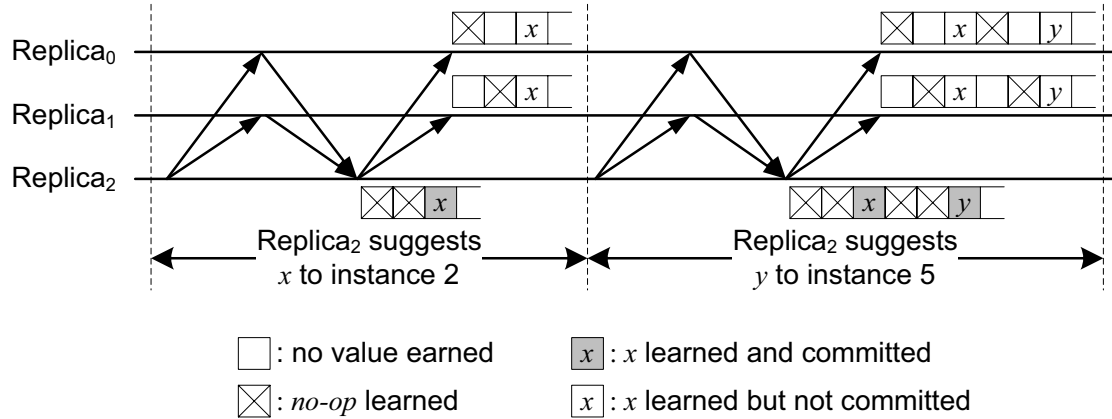 x
x y
Replica0
x
x y
Replica1
Replica2
x
x y
Replica2 suggests
x to instance 2
Replica2 suggests
y to instance 5
: no value earned
x : x learned and committed
: no-op learned
x : x learned but not committed